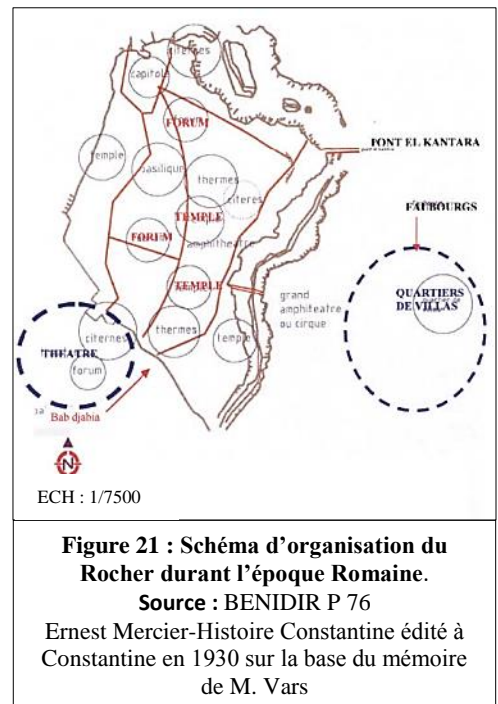 citernes
capitole
FORUM
PONT EL KANTARA
temple
basilique
thermes
citeres
FAUBOURGS
TEMPLE
FORUM
amphitheatre
TEMPLE
grand
amphiteatre
ou cirque
QUARTIERS
DE VILLAS
citernes
thermes
temple
THEATRE
forum
Bab djabia
N
ECH : 1/7500
Figure 21 : Schéma d’organisation du
Rocher durant l’époque Romaine.
Source : BENIDIR P 76
Ernest Mercier-Histoire Constantine édité à
Constantine en 1930 sur la base du mémoire
de M. Vars